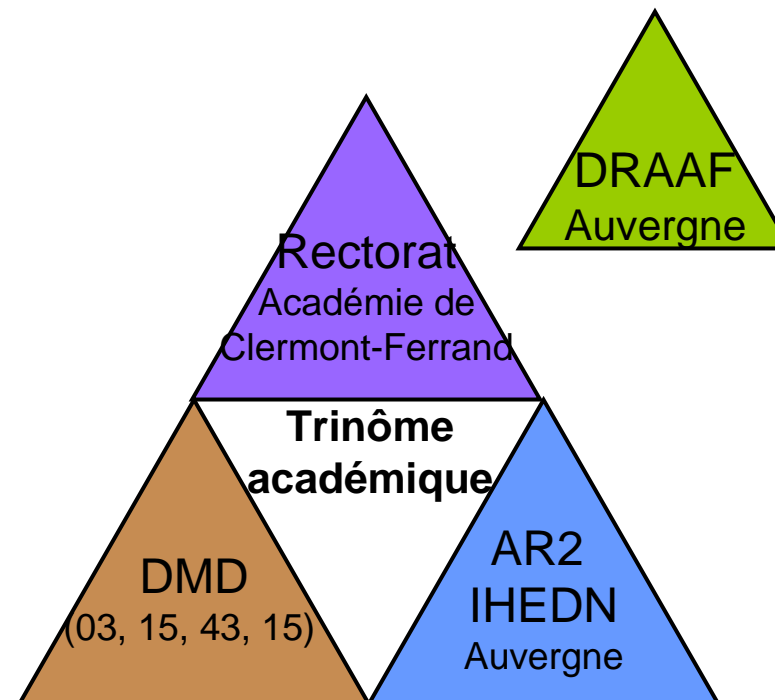 DRAAF
Auvergne
Rectorat
Académie de
Clermont-Ferrand
Trinôme
académique
DMD
(03, 15, 43, 15)
AR2
IHEDN
Auvergne